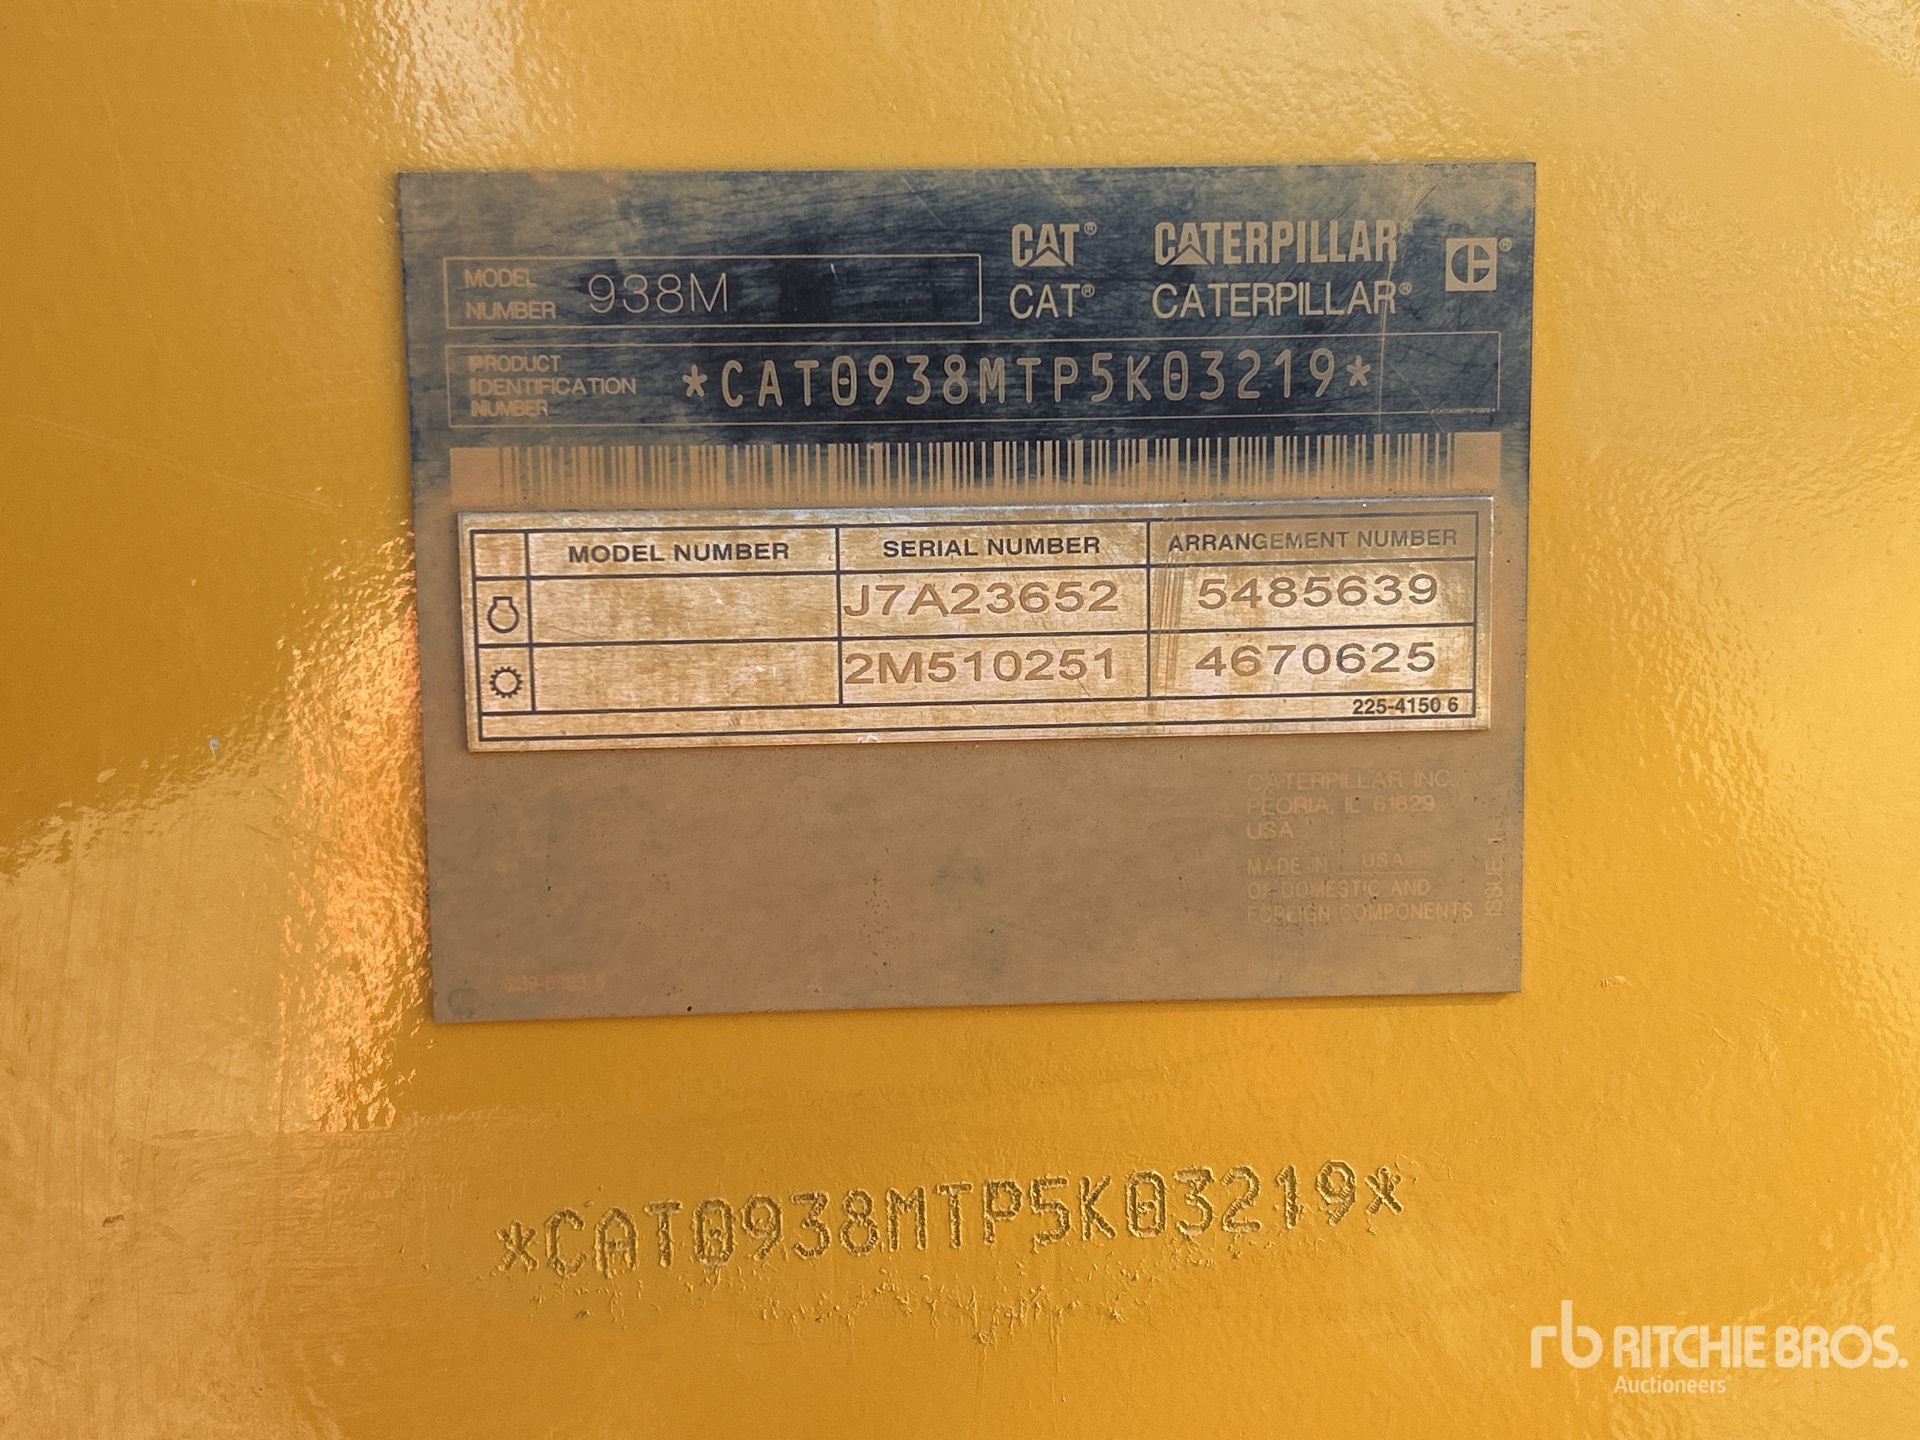 CAT® CATERPILLAR®
MODEL NUMBER 938M
CAT® CATERPILLAR®
PRODUCT IDENTIFICATION NUMBER *CAT0938MTP5K03219*
MODEL NUMBER SERIAL NUMBER ARRANGEMENT NUMBER
J7A23652 5485639
2M510251 4670625
225-4150 6
CATERPILLAR INC.
PEORIA, IL 61629
USA
MADE IN USA
OF DOMESTIC AND
FOREIGN COMPONENTS
ISSUE
*CAT0938MTP5K03219*
rb RITCHIE BROS.
Auctioneers